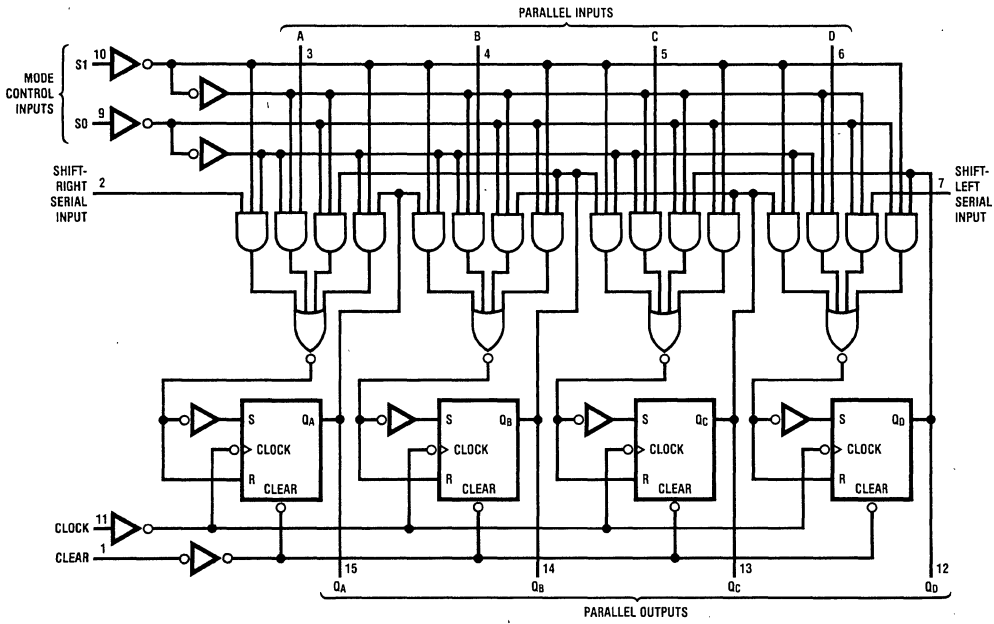 PARALLEL INPUTS
A B C D
3 4 5 6
S1 10
MODE CONTROL INPUTS
S0 9
SHIFT-RIGHT SERIAL INPUT 2
7 SHIFT-LEFT SERIAL INPUT
S QA S QB S QC S QD
CLOCK CLOCK CLOCK CLOCK
R R R R
CLEAR CLEAR CLEAR CLEAR
CLOCK 11
CLEAR 1
15 14 13 12
QA QB QC QD
PARALLEL OUTPUTS